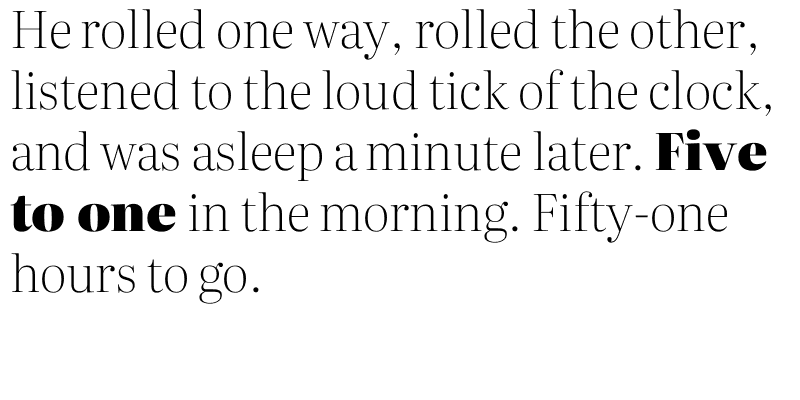 He rolled one way, rolled the other,
listened to the loud tick of the clock,
and was asleep a minute later. Five
to one in the morning. Fifty-one
hours to go.